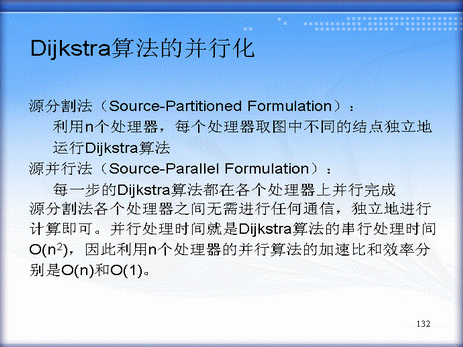 Dijkstra算法的并行化
源分割法（Source-Partitioned Formulation）：
利用n个处理器，每个处理器取图中不同的结点独立地
运行Dijkstra算法
源并行法（Source-Parallel Formulation）：
每一步的Dijkstra算法都在各个处理器上并行完成
源分割法各个处理器之间无需进行任何通信，独立地进行
计算即可。并行处理时间就是Dijkstra算法的串行处理时间
O(n²)，因此利用n个处理器的并行算法的加速比和效率分
别是O(n)和O(1)。
132